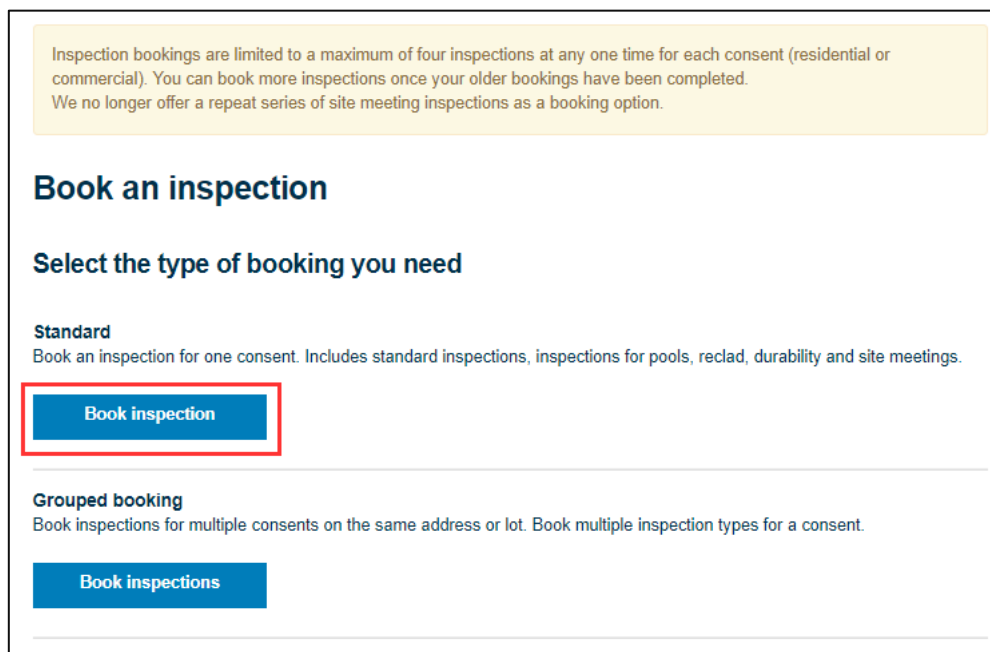 Inspection bookings are limited to a maximum of four inspections at any one time for each consent (residential or
commercial). You can book more inspections once your older bookings have been completed.
We no longer offer a repeat series of site meeting inspections as a booking option.
Book an inspection
Select the type of booking you need
Standard
Book an inspection for one consent. Includes standard inspections, inspections for pools, reclad, durability and site meetings.
Book inspection
Grouped booking
Book inspections for multiple consents on the same address or lot. Book multiple inspection types for a consent.
Book inspections